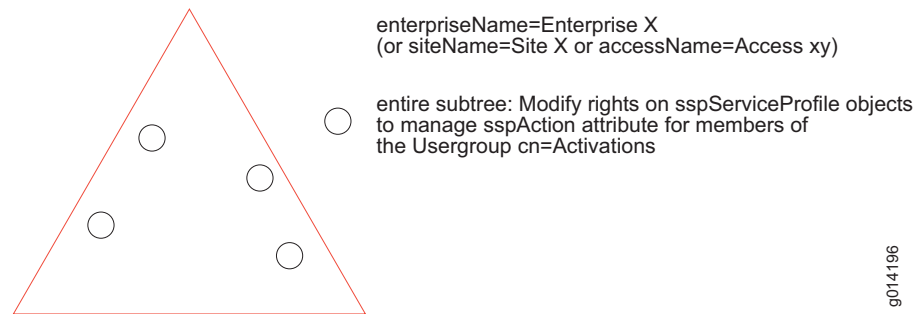 enterpriseName=Enterprise X
(or siteName=Site X or accessName=Access xy)
entire subtree: Modify rights on sspServiceProfile objects
to manage sspAction attribute for members of
the Usergroup cn=Activations
g014196